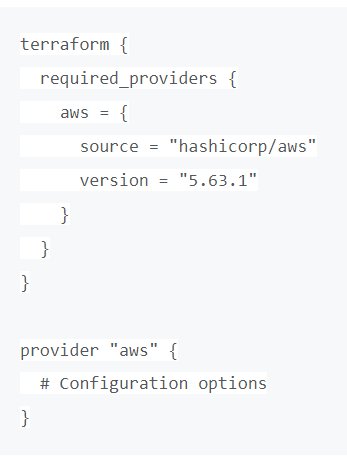 terraform {
  required_providers {
    aws = {
      source = "hashicorp/aws"
      version = "5.63.1"
    }
  }
}

provider "aws" {
  # Configuration options
}